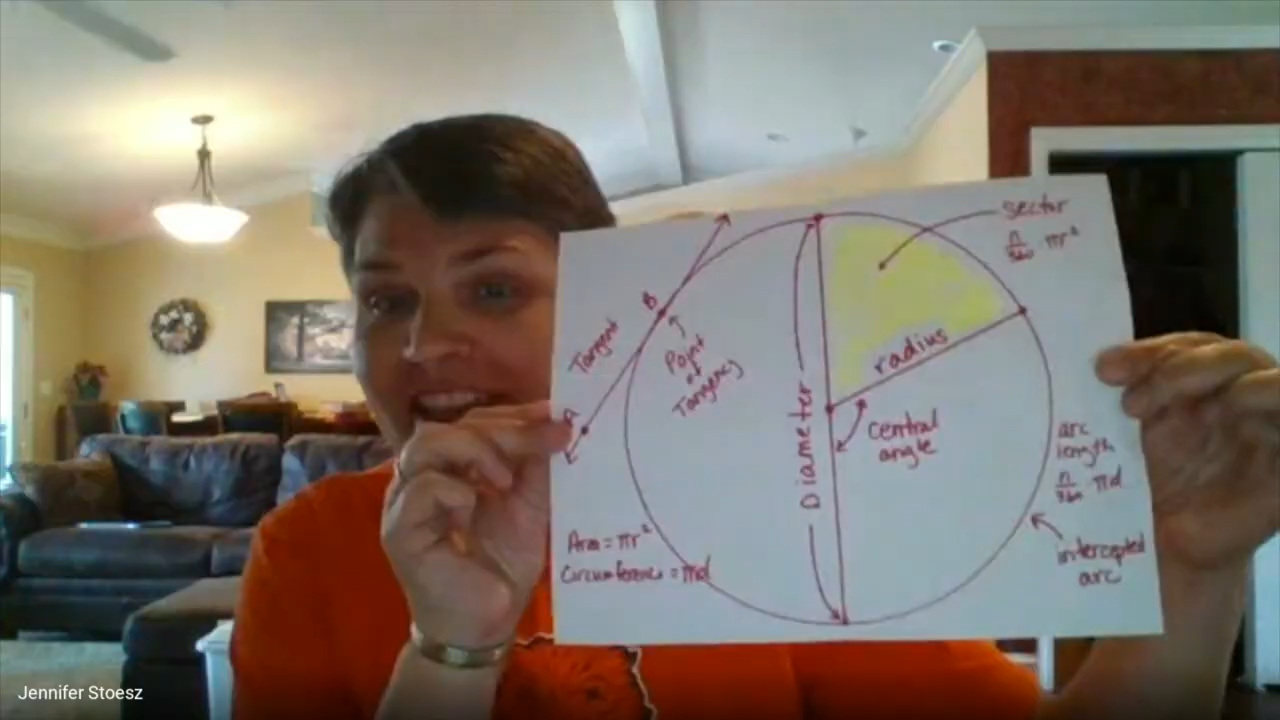 sector
n/360 πr²
B
Tangent
Point
of
Tangency
A
radius
Diameter
central
angle
arc
length
n/360 πd
intercepted
arc
Area = πr²
Circumference = πd
Jennifer Stoesz